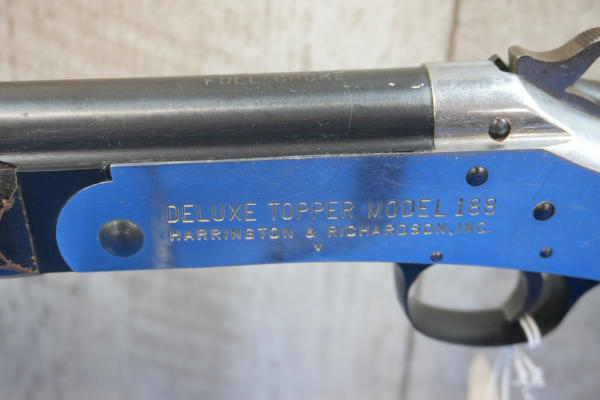 FULL CHOKE
DELUXE TOPPER MODEL 188
HARRINGTON & RICHARDSON, INC.
V